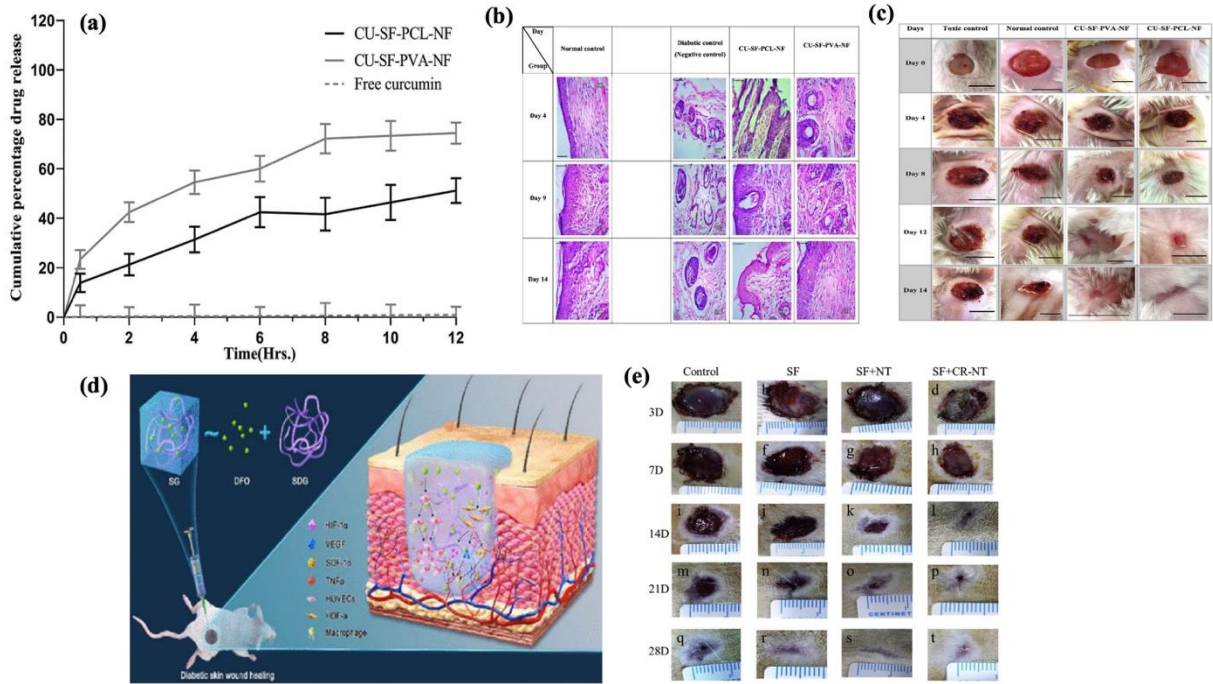 (a)
120
100
80
60
40
20
0
Cumulative percentage drug release
0 2 4 6 8 10 12
Time(Hrs.)
CU-SF-PCL-NF
CU-SF-PVA-NF
Free curcumin
(b)
Day
Group
Normal control
Diabetic control
(Negative control)
CU-SF-PCL-NF
CU-SF-PVA-NF
Day 4
Day 9
Day 14
(c)
Days Toxic control Normal control CU-SF-PVA-NF CU-SF-PCL-NF
Day 0
Day 4
Day 8
Day 12
Day 14
(d)
SG DFO SDG
HIF-1α
VEGF
SDF-1α
TNFα
HUVECs
HDF-a
Macrophage
Diabetic skin wound healing
(e)
Control SF SF+NT SF+CR-NT
3D
b c d
7D
f g h
14D
i j k l
21D
m n o p
CENTIMET
28D
q r s t